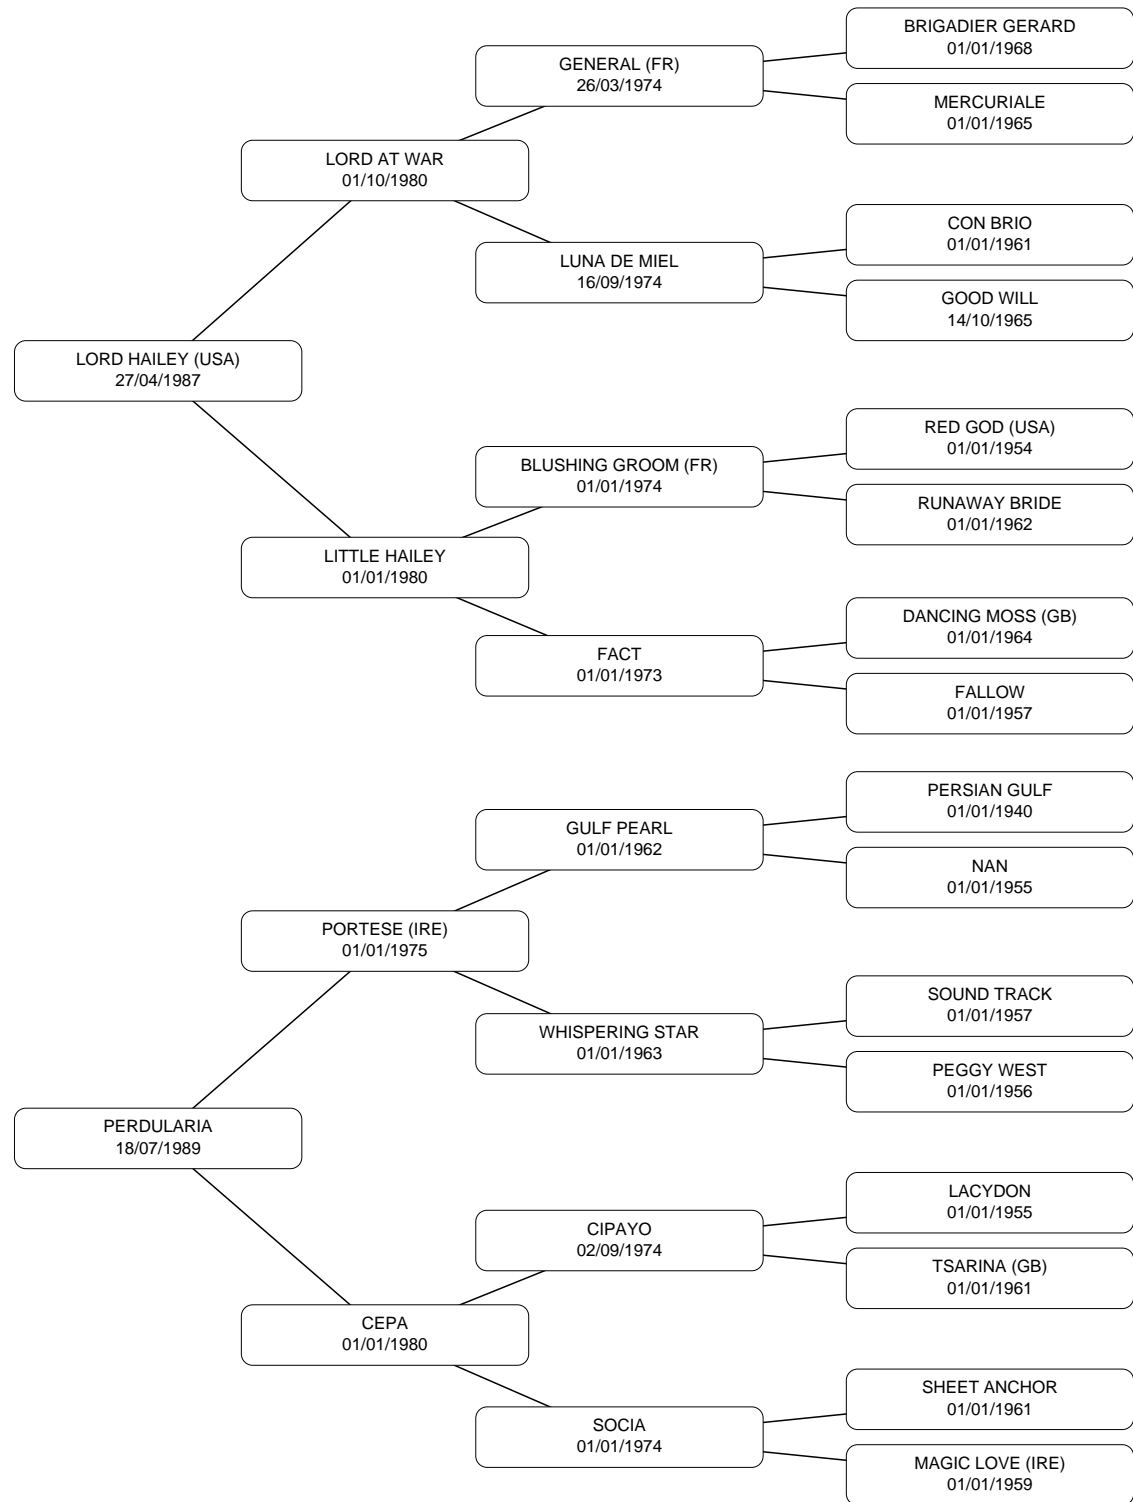 BRIGADIER GERARD
01/01/1968
GENERAL (FR)
26/03/1974
MERCURIALE
01/01/1965
LORD AT WAR
01/10/1980
CON BRIO
01/01/1961
LUNA DE MIEL
16/09/1974
GOOD WILL
14/10/1965
LORD HAILEY (USA)
27/04/1987
RED GOD (USA)
01/01/1954
BLUSHING GROOM (FR)
01/01/1974
RUNAWAY BRIDE
01/01/1962
LITTLE HAILEY
01/01/1980
DANCING MOSS (GB)
01/01/1964
FACT
01/01/1973
FALLOW
01/01/1957
PERSIAN GULF
01/01/1940
GULF PEARL
01/01/1962
NAN
01/01/1955
PORTESE (IRE)
01/01/1975
SOUND TRACK
01/01/1957
WHISPERING STAR
01/01/1963
PEGGY WEST
01/01/1956
PERDULARIA
18/07/1989
LACYDON
01/01/1955
CIPAYO
02/09/1974
TSARINA (GB)
01/01/1961
CEPA
01/01/1980
SHEET ANCHOR
01/01/1961
SOCIA
01/01/1974
MAGIC LOVE (IRE)
01/01/1959